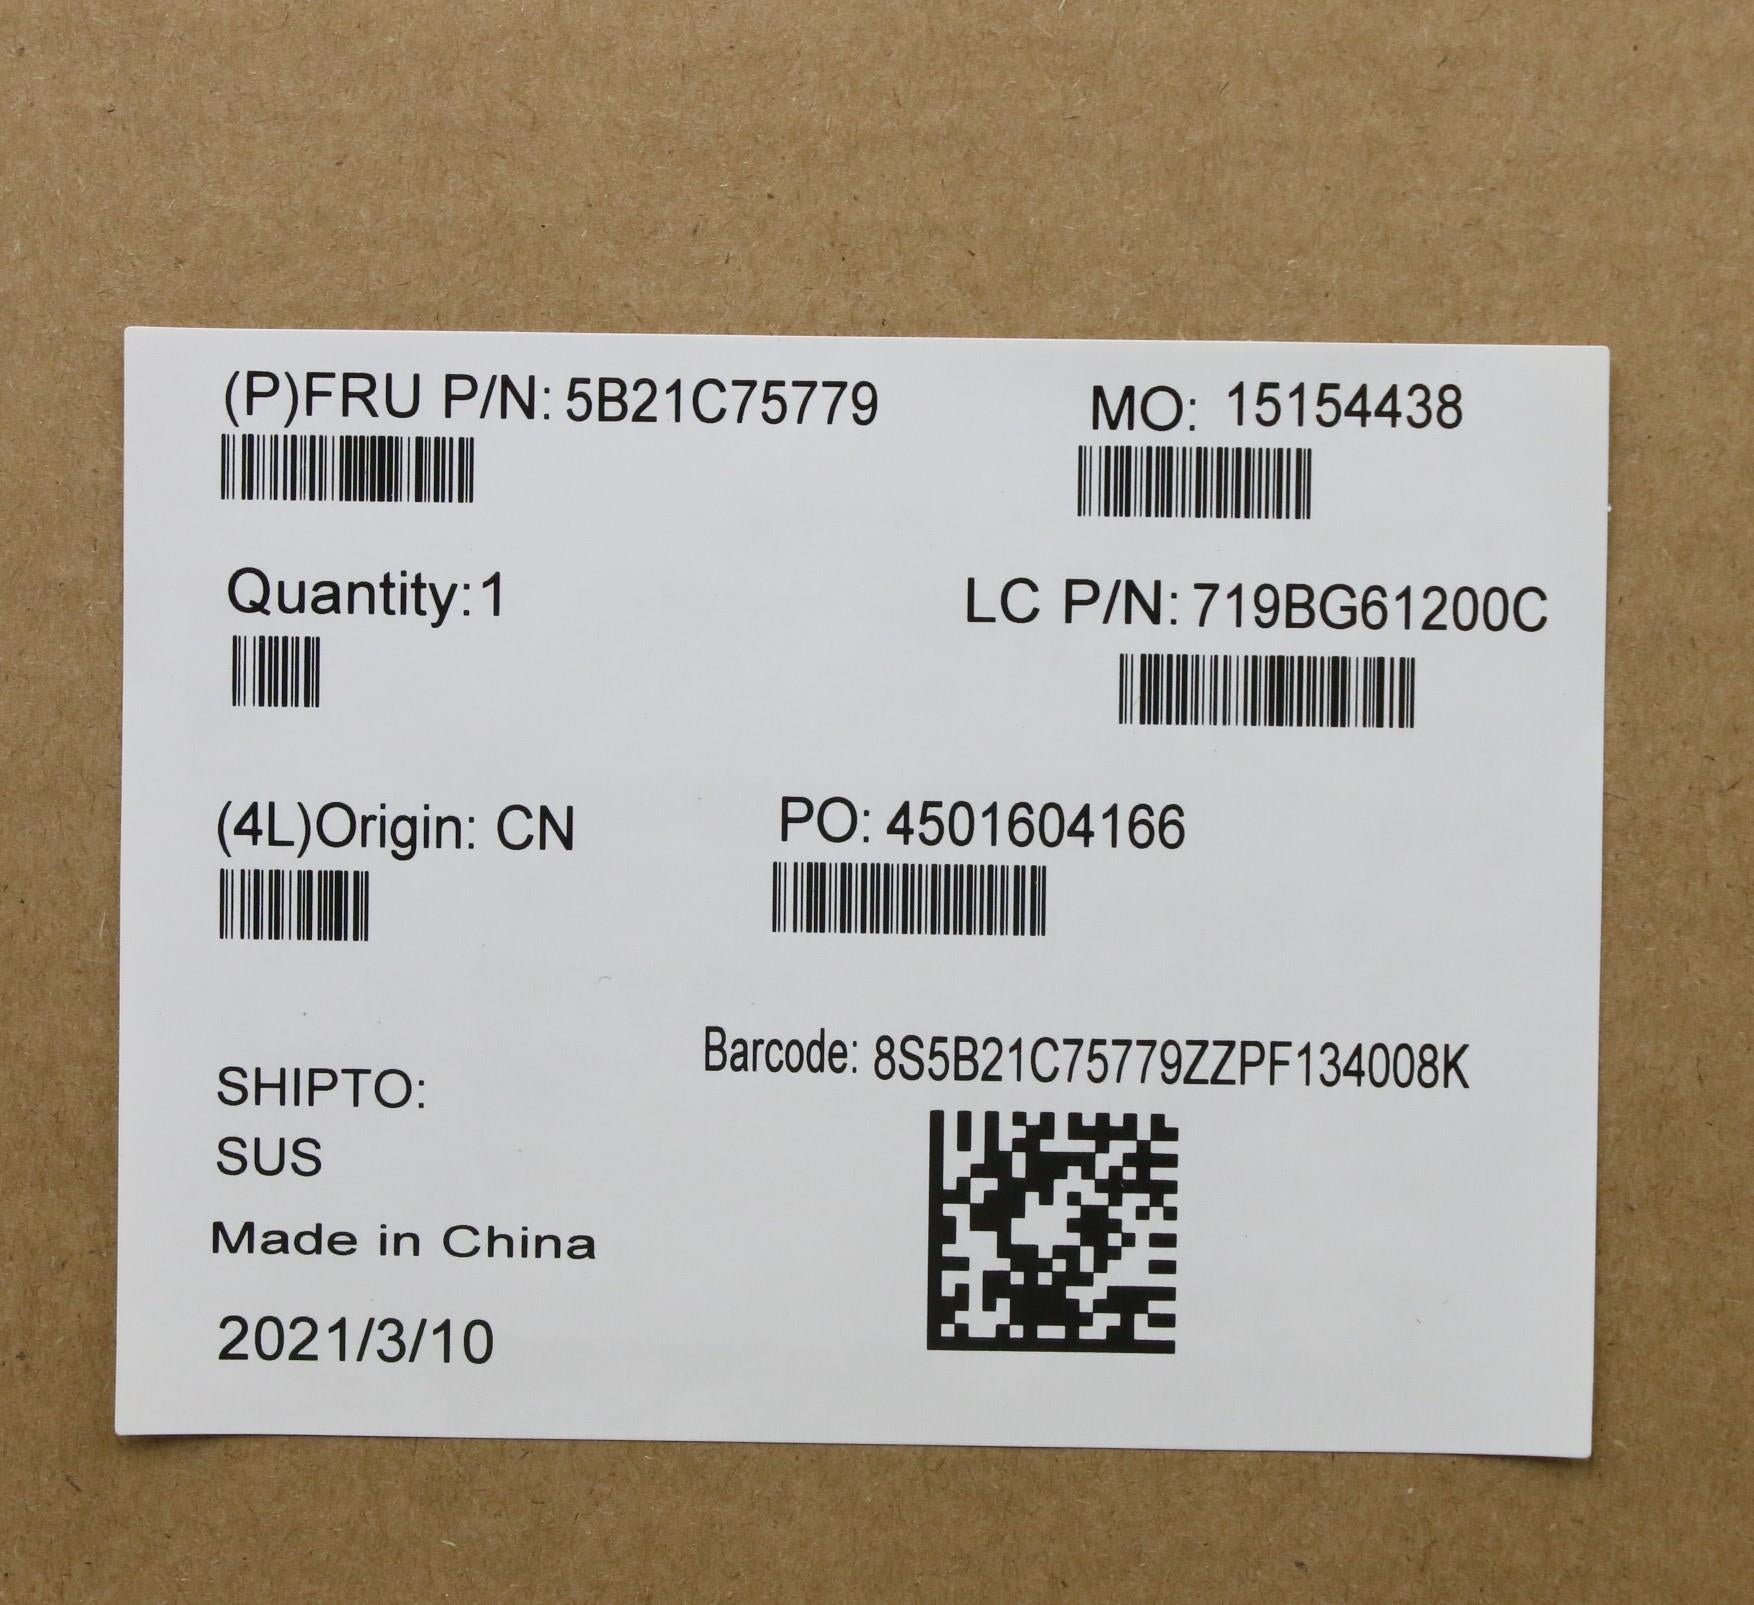 (P)FRU P/N: 5B21C75779
MO: 15154438
Quantity:1
LC P/N: 719BG61200C
(4L)Origin: CN
PO: 4501604166
Barcode: 8S5B21C75779ZZPF134008K
SHIPTO:
SUS
Made in China
2021/3/10